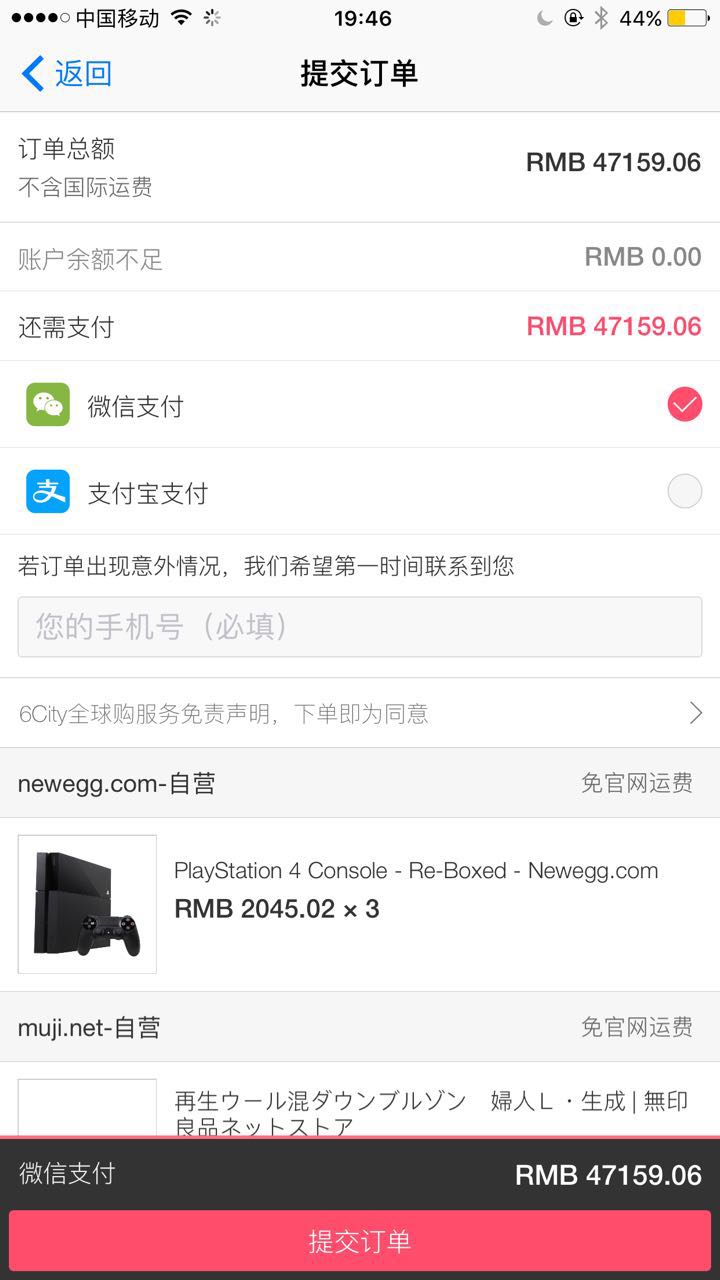 中国移动
19:46
44%
返回
提交订单
订单总额
RMB 47159.06
不含国际运费
账户余额不足
RMB 0.00
还需支付
RMB 47159.06
微信支付
支
支付宝支付
若订单出现意外情况，我们希望第一时间联系到您
您的手机号（必填）
6City全球购服务免责声明，下单即为同意
newegg.com-自营
免官网运费
PlayStation 4 Console - Re-Boxed - Newegg.com
RMB 2045.02 × 3
muji.net-自营
免官网运费
再生ウール混ダウンブルゾン　婦人Ｌ・生成 | 無印
良品ネットストア
微信支付
RMB 47159.06
提交订单